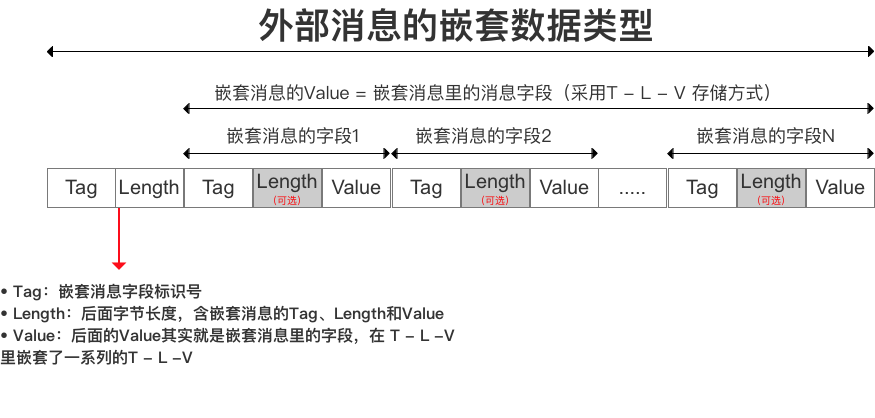 外部消息的嵌套数据类型
嵌套消息的Value = 嵌套消息里的消息字段（采用T – L – V 存储方式）
嵌套消息的字段1 嵌套消息的字段2 嵌套消息的字段N
Tag Length Tag Length Value Tag Length Value ..... Tag Length Value
(可选) (可选) (可选)
• Tag：嵌套消息字段标识号
• Length：后面字节长度，含嵌套消息的Tag、Length和Value
• Value：后面的Value其实就是嵌套消息里的字段，在 T – L –V
里嵌套了一系列的T – L –V